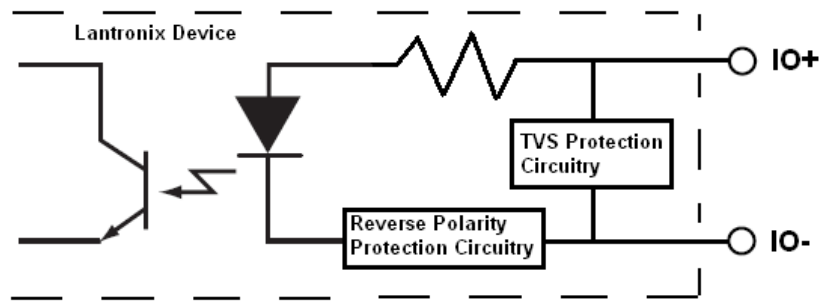 Lantronix Device
IO+
TVS Protection
Circuitry
Reverse Polarity
Protection Circuitry
IO-